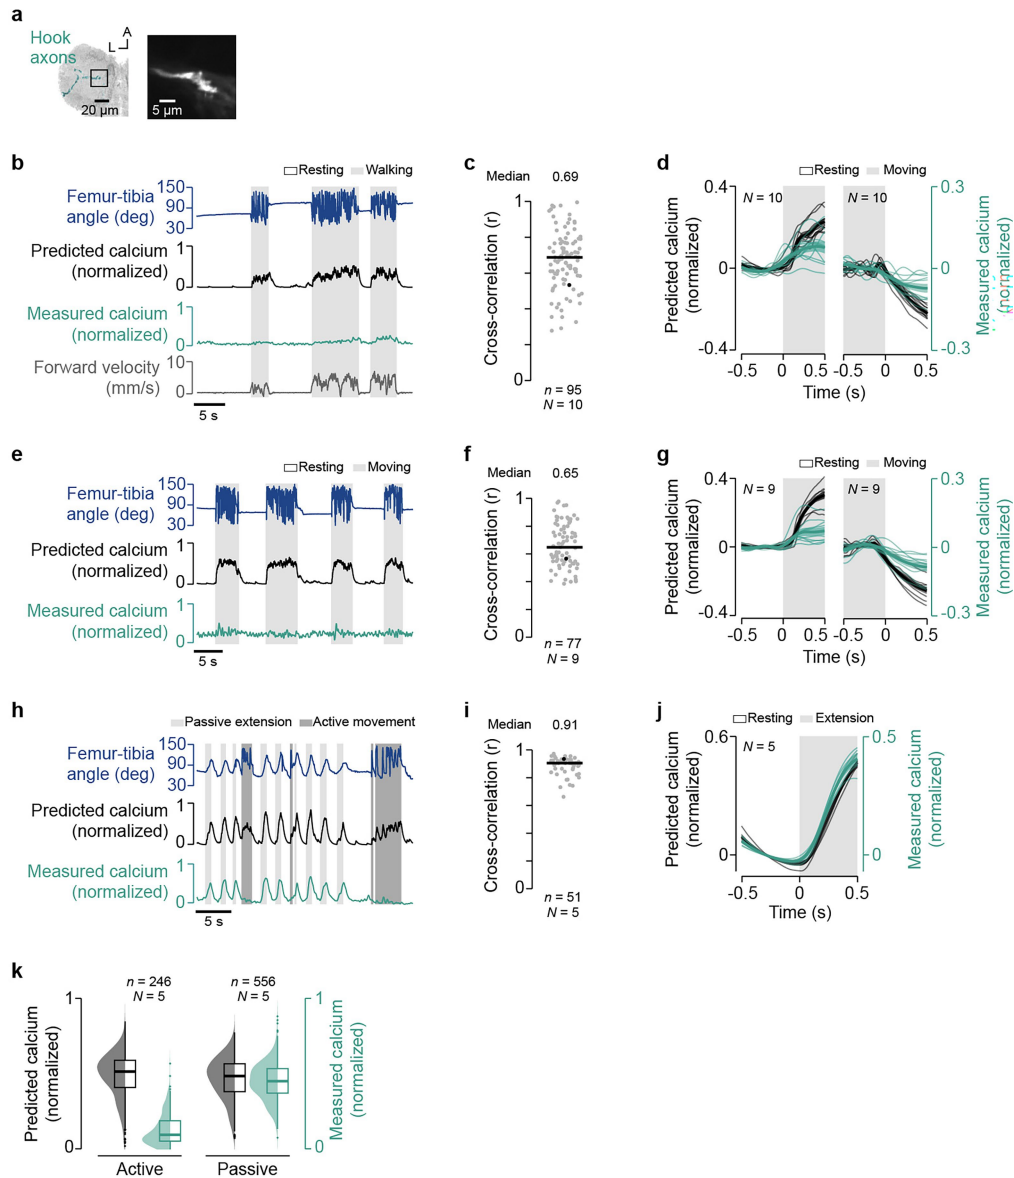 a
Hook
axons
A
L
20 µm
5 µm
b
Resting
Walking
Femur-tibia
angle (deg)
150
90
30
Predicted calcium
(normalized)
1
0
Measured calcium
(normalized)
1
0
Forward velocity
(mm/s)
10
0
5 s
c
Median
0.69
Cross-correlation (r)
1
0
n = 95
N = 10
d
Resting
Moving
Predicted calcium
(normalized)
0.4
0
-0.4
N = 10
N = 10
0.3
0
-0.3
Measured calcium
(normalized)
-0.5 0 0.5 -0.5 0 0.5
Time (s)
e
Resting
Moving
Femur-tibia
angle (deg)
150
90
30
Predicted calcium
(normalized)
1
0
Measured calcium
(normalized)
1
0
5 s
f
Median
0.65
Cross-correlation (r)
1
0
n = 77
N = 9
g
Resting
Moving
Predicted calcium
(normalized)
0.4
0
-0.4
N = 9
N = 9
0.3
0
-0.3
Measured calcium
(normalized)
-0.5 0 0.5 -0.5 0 0.5
Time (s)
h
Passive extension
Active movement
Femur-tibia
angle (deg)
150
90
30
Predicted calcium
(normalized)
1
0
Measured calcium
(normalized)
1
0
5 s
i
Median
0.91
Cross-correlation (r)
1
0
n = 51
N = 5
j
Resting
Extension
Predicted calcium
(normalized)
0.6
0
N = 5
0.5
0
Measured calcium
(normalized)
-0.5 0 0.5
Time (s)
k
Predicted calcium
(normalized)
1
0
n = 246
N = 5
n = 556
N = 5
1
0
Measured calcium
(normalized)
Active
Passive